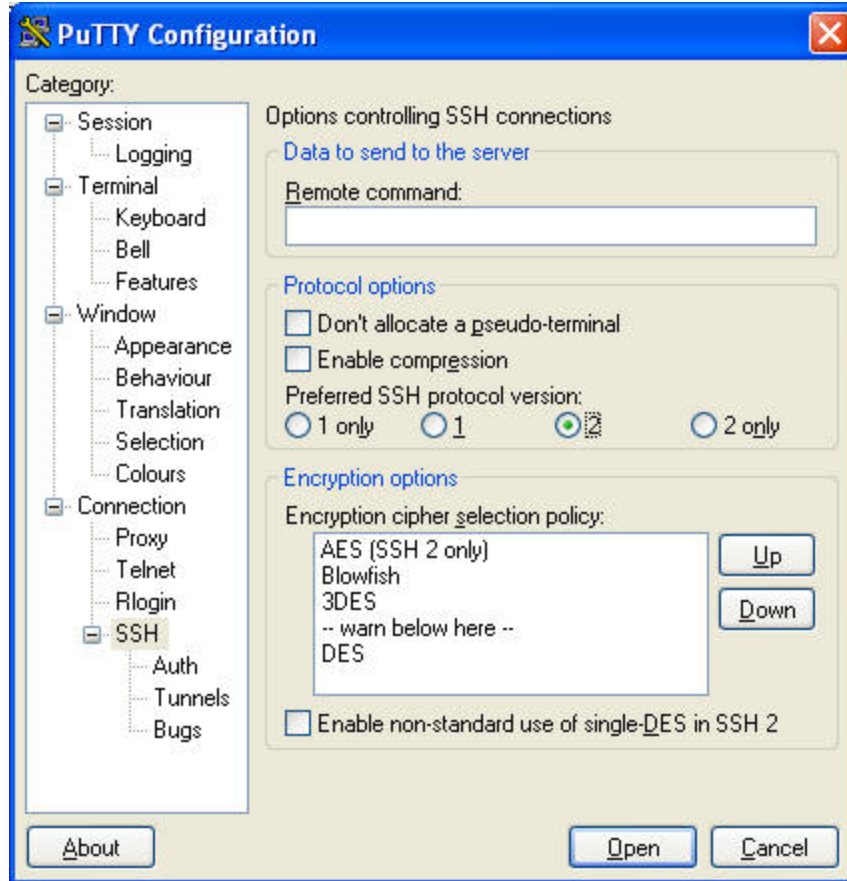 PuTTY Configuration
Category:
Session
Logging
Terminal
Keyboard
Bell
Features
Window
Appearance
Behaviour
Translation
Selection
Colours
Connection
Proxy
Telnet
Rlogin
SSH
Auth
Tunnels
Bugs
Options controlling SSH connections
Data to send to the server
Remote command:
Protocol options
Don't allocate a pseudo-terminal
Enable compression
Preferred SSH protocol version:
1 only 1 2 2 only
Encryption options
Encryption cipher selection policy:
AES (SSH 2 only)
Blowfish
3DES
-- warn below here --
DES
Up
Down
Enable non-standard use of single-DES in SSH 2
About Open Cancel